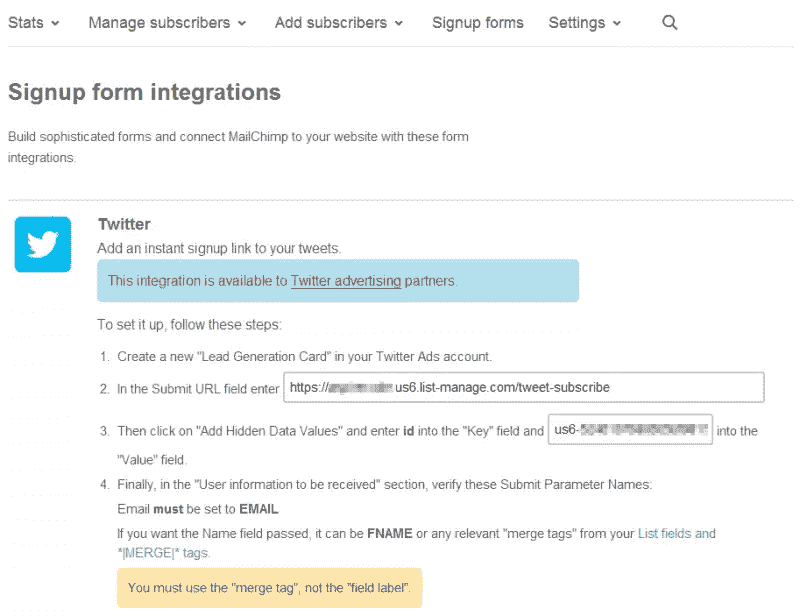 Stats Manage subscribers Add subscribers Signup forms Settings
Signup form integrations
Build sophisticated forms and connect MailChimp to your website with these form
integrations.
Twitter
Add an instant signup link to your tweets.
This integration is available to Twitter advertising partners.
To set it up, follow these steps:
1. Create a new "Lead Generation Card" in your Twitter Ads account.
2. In the Submit URL field enter https:// us6.list-manage.com/tweet-subscribe
3. Then click on "Add Hidden Data Values" and enter id into the "Key" field and us6- into the
"Value" field.
4. Finally, in the "User information to be received" section, verify these Submit Parameter Names:
Email must be set to EMAIL
If you want the Name field passed, it can be FNAME or any relevant "merge tags" from your List fields and
*|MERGE|* tags.
You must use the "merge tag", not the "field label".